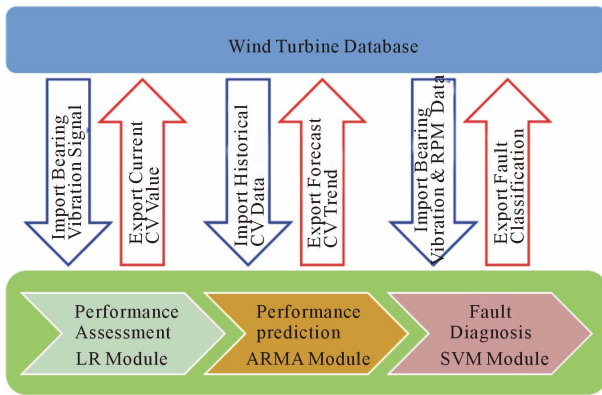 Wind Turbine Database
Import Bearing
Vibration Signal
Export Current
CV Value
Import Historical
CV Data
Export Forecast
CV Trend
Import Bearing
Vibration & RPM Data
Export Fault
Classification
Performance
Assessment
LR Module
Performance
prediction
ARMA Module
Fault
Diagnosis
SVM Module